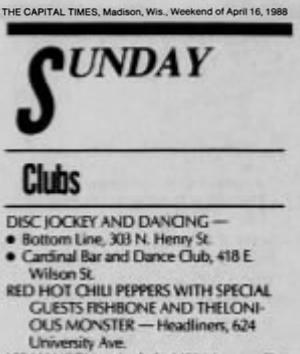 THE CAPITAL TIMES, Madison, Wis., Weekend of April 16, 1988
SUNDAY
Clubs
DISC JOCKEY AND DANCING —
● Bottom Line, 303 N. Henry St.
● Cardinal Bar and Dance Club, 418 E.
Wilson St.
RED HOT CHILI PEPPERS WITH SPECIAL
GUESTS FISHBONE AND THELONI-
OUS MONSTER — Headliners, 624
University Ave.